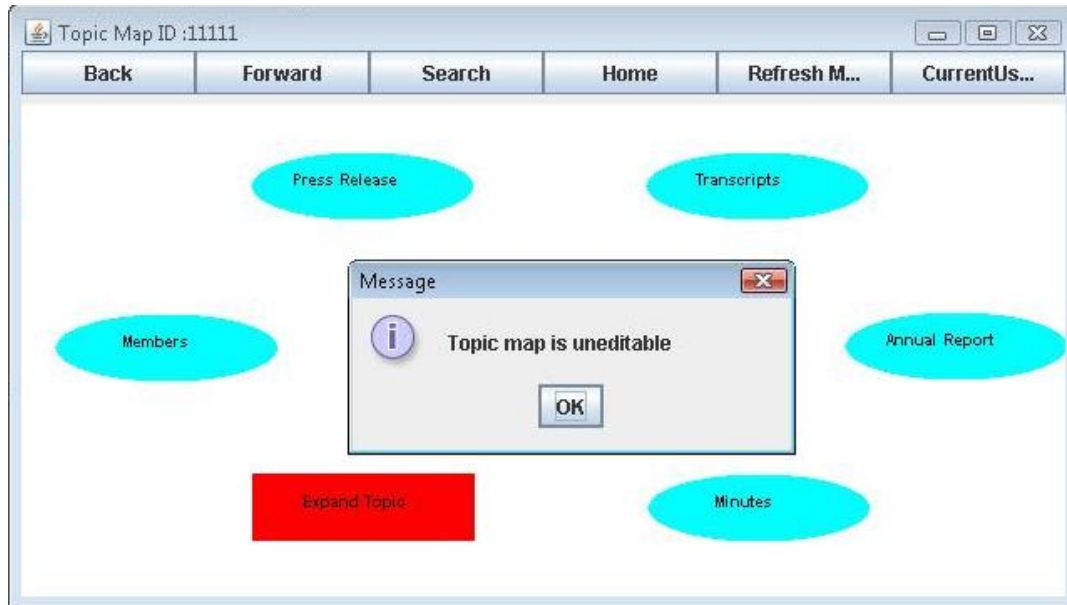 Topic Map ID :11111
Back Forward Search Home Refresh M... CurrentUs...
Press Release Transcripts
Message
Members Topic map is uneditable Annual Report
OK
Expand Topic Minutes